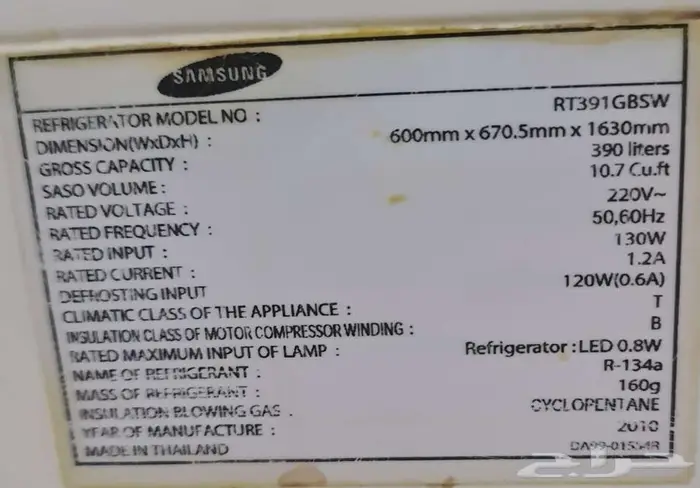 SAMSUNG
REFRIGERATOR MODEL NO : RT391GBSW
DIMENSION(WxDxH) : 600mm x 670.5mm x 1630mm
GROSS CAPACITY : 390 liters
SASO VOLUME : 10.7 Cu.ft
RATED VOLTAGE : 220V~
RATED FREQUENCY : 50,60Hz
RATED INPUT : 130W
RATED CURRENT : 1.2A
DEFROSTING INPUT 120W(0.6A)
CLIMATIC CLASS OF THE APPLIANCE : T
INSULATION CLASS OF MOTOR COMPRESSOR WINDING : B
RATED MAXIMUM INPUT OF LAMP : Refrigerator : LED 0.8W
NAME OF REFRIGERANT : R-134a
MASS OF REFRIGERANT : 160g
INSULATION BLOWING GAS . CYCLOPENTANE
YEAR OF MANUFACTURE : 2010
MADE IN THAILAND DA99-01554R
حراج